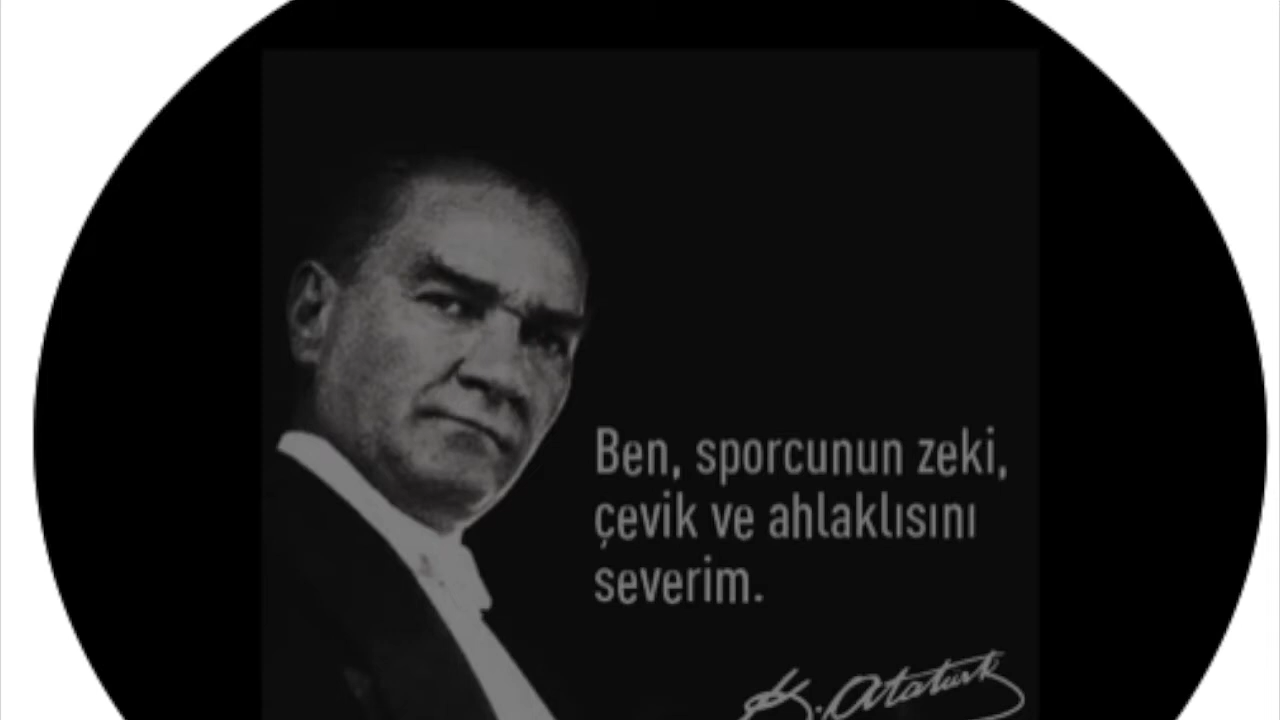 Ben, sporcunun zeki,
çevik ve ahlaklısını
severim.
K. Atatürk